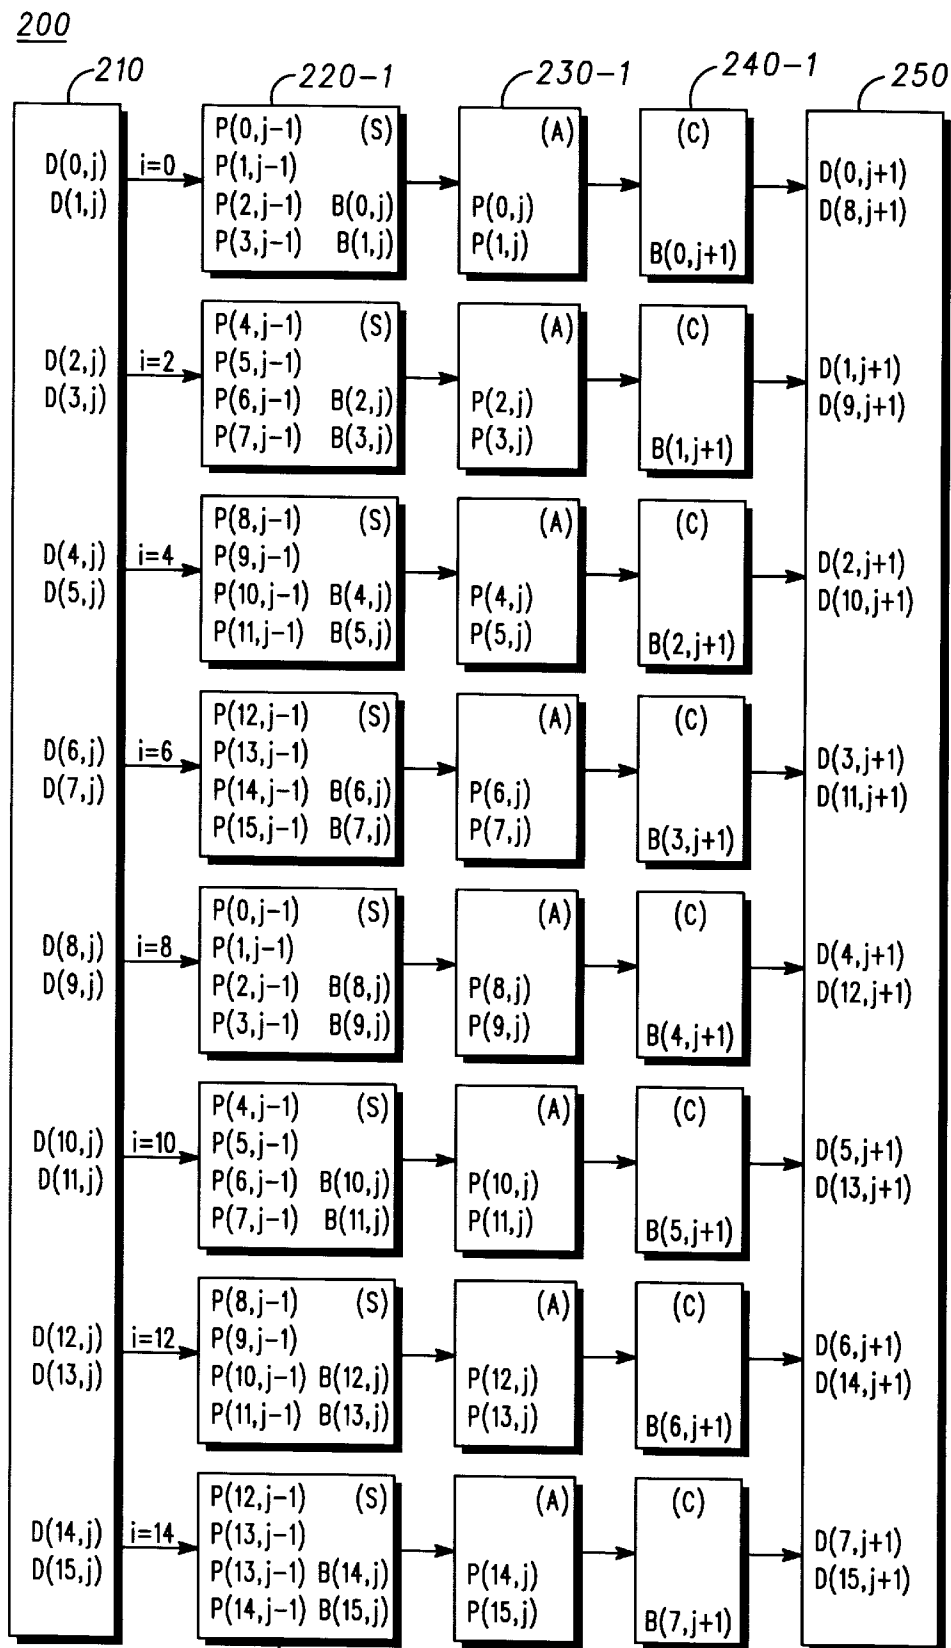 200
210 220-1 230-1 240-1 250
D(0,j) i=0 P(0,j-1) (S) (A) (C) D(0,j+1)
D(1,j) P(1,j-1) D(8,j+1)
P(2,j-1) B(0,j) P(0,j)
P(3,j-1) B(1,j) P(1,j) B(0,j+1)
D(2,j) i=2 P(4,j-1) (S) (A) (C) D(1,j+1)
D(3,j) P(5,j-1) D(9,j+1)
P(6,j-1) B(2,j) P(2,j)
P(7,j-1) B(3,j) P(3,j) B(1,j+1)
D(4,j) i=4 P(8,j-1) (S) (A) (C) D(2,j+1)
D(5,j) P(9,j-1) D(10,j+1)
P(10,j-1) B(4,j) P(4,j)
P(11,j-1) B(5,j) P(5,j) B(2,j+1)
D(6,j) i=6 P(12,j-1) (S) (A) (C) D(3,j+1)
D(7,j) P(13,j-1) D(11,j+1)
P(14,j-1) B(6,j) P(6,j)
P(15,j-1) B(7,j) P(7,j) B(3,j+1)
D(8,j) i=8 P(0,j-1) (S) (A) (C) D(4,j+1)
D(9,j) P(1,j-1) D(12,j+1)
P(2,j-1) B(8,j) P(8,j)
P(3,j-1) B(9,j) P(9,j) B(4,j+1)
D(10,j) i=10 P(4,j-1) (S) (A) (C) D(5,j+1)
D(11,j) P(5,j-1) D(13,j+1)
P(6,j-1) B(10,j) P(10,j)
P(7,j-1) B(11,j) P(11,j) B(5,j+1)
D(12,j) i=12 P(8,j-1) (S) (A) (C) D(6,j+1)
D(13,j) P(9,j-1) D(14,j+1)
P(10,j-1) B(12,j) P(12,j)
P(11,j-1) B(13,j) P(13,j) B(6,j+1)
D(14,j) i=14 P(12,j-1) (S) (A) (C) D(7,j+1)
D(15,j) P(13,j-1) D(15,j+1)
P(13,j-1) B(14,j) P(14,j)
P(14,j-1) B(15,j) P(15,j) B(7,j+1)